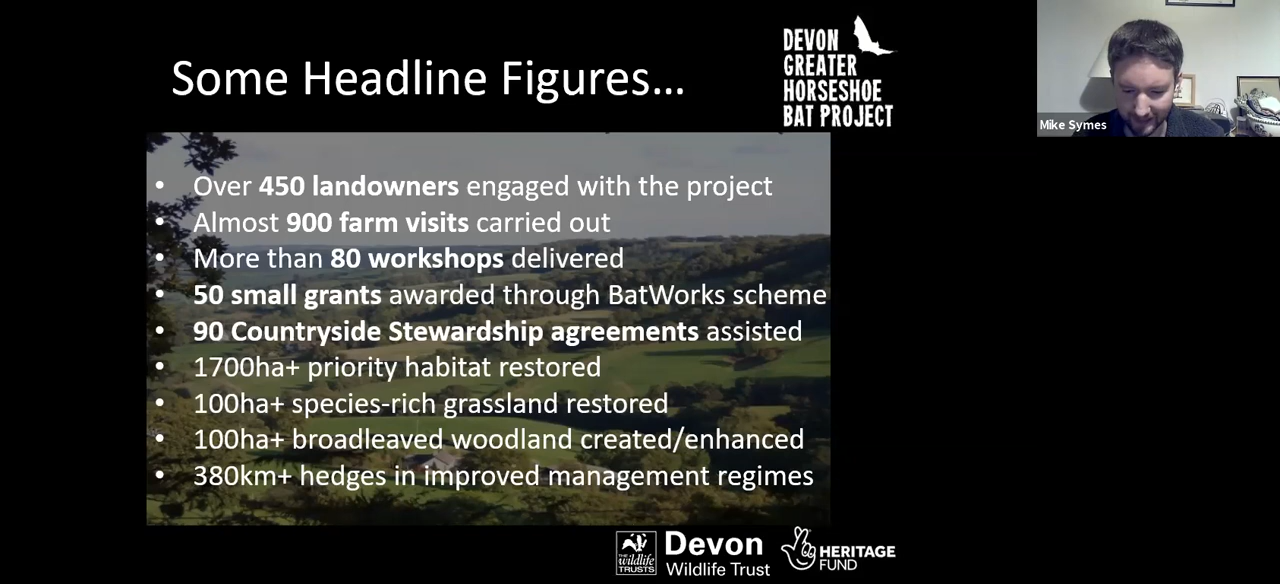 Some Headline Figures...
DEVON
GREATER
HORSESHOE
BAT PROJECT
Mike Symes
• Over 450 landowners engaged with the project
• Almost 900 farm visits carried out
• More than 80 workshops delivered
• 50 small grants awarded through BatWorks scheme
• 90 Countryside Stewardship agreements assisted
• 1700ha+ priority habitat restored
• 100ha+ species-rich grassland restored
• 100ha+ broadleaved woodland created/enhanced
• 380km+ hedges in improved management regimes
THE
wildlife
TRUSTS
Devon
Wildlife Trust
HERITAGE
FUND